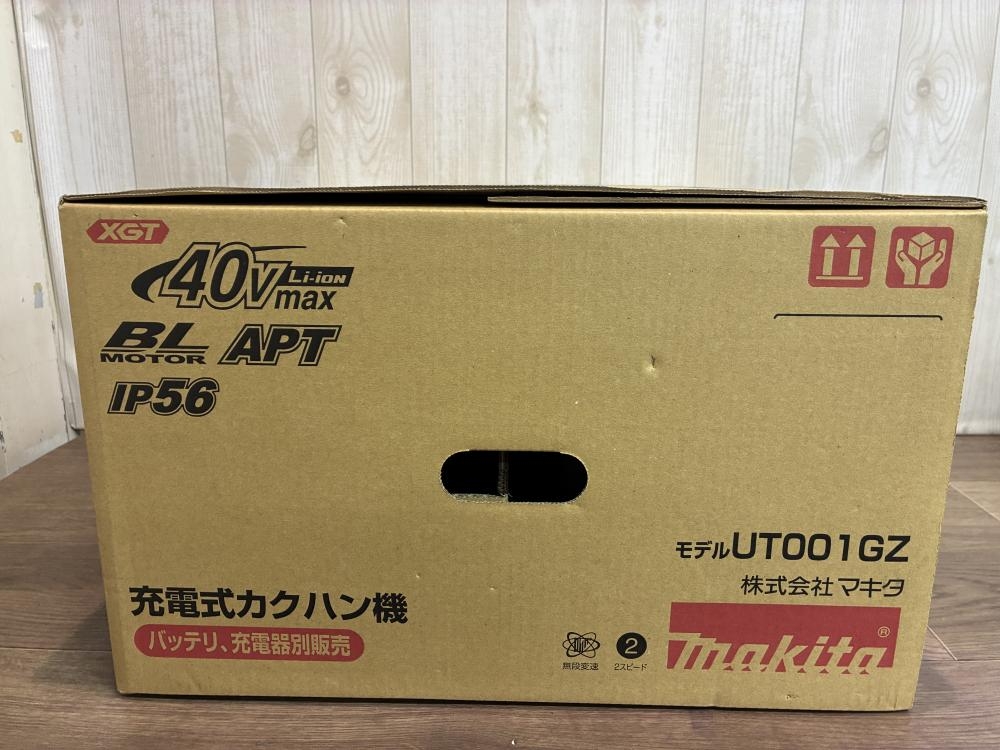 XGT
40Vmax Li-ion
BL MOTOR APT
IP56
モデルUT001GZ
株式会社マキタ
充電式カクハン機
バッテリ、充電器別販売
無段変速
2
2スピード
makita®